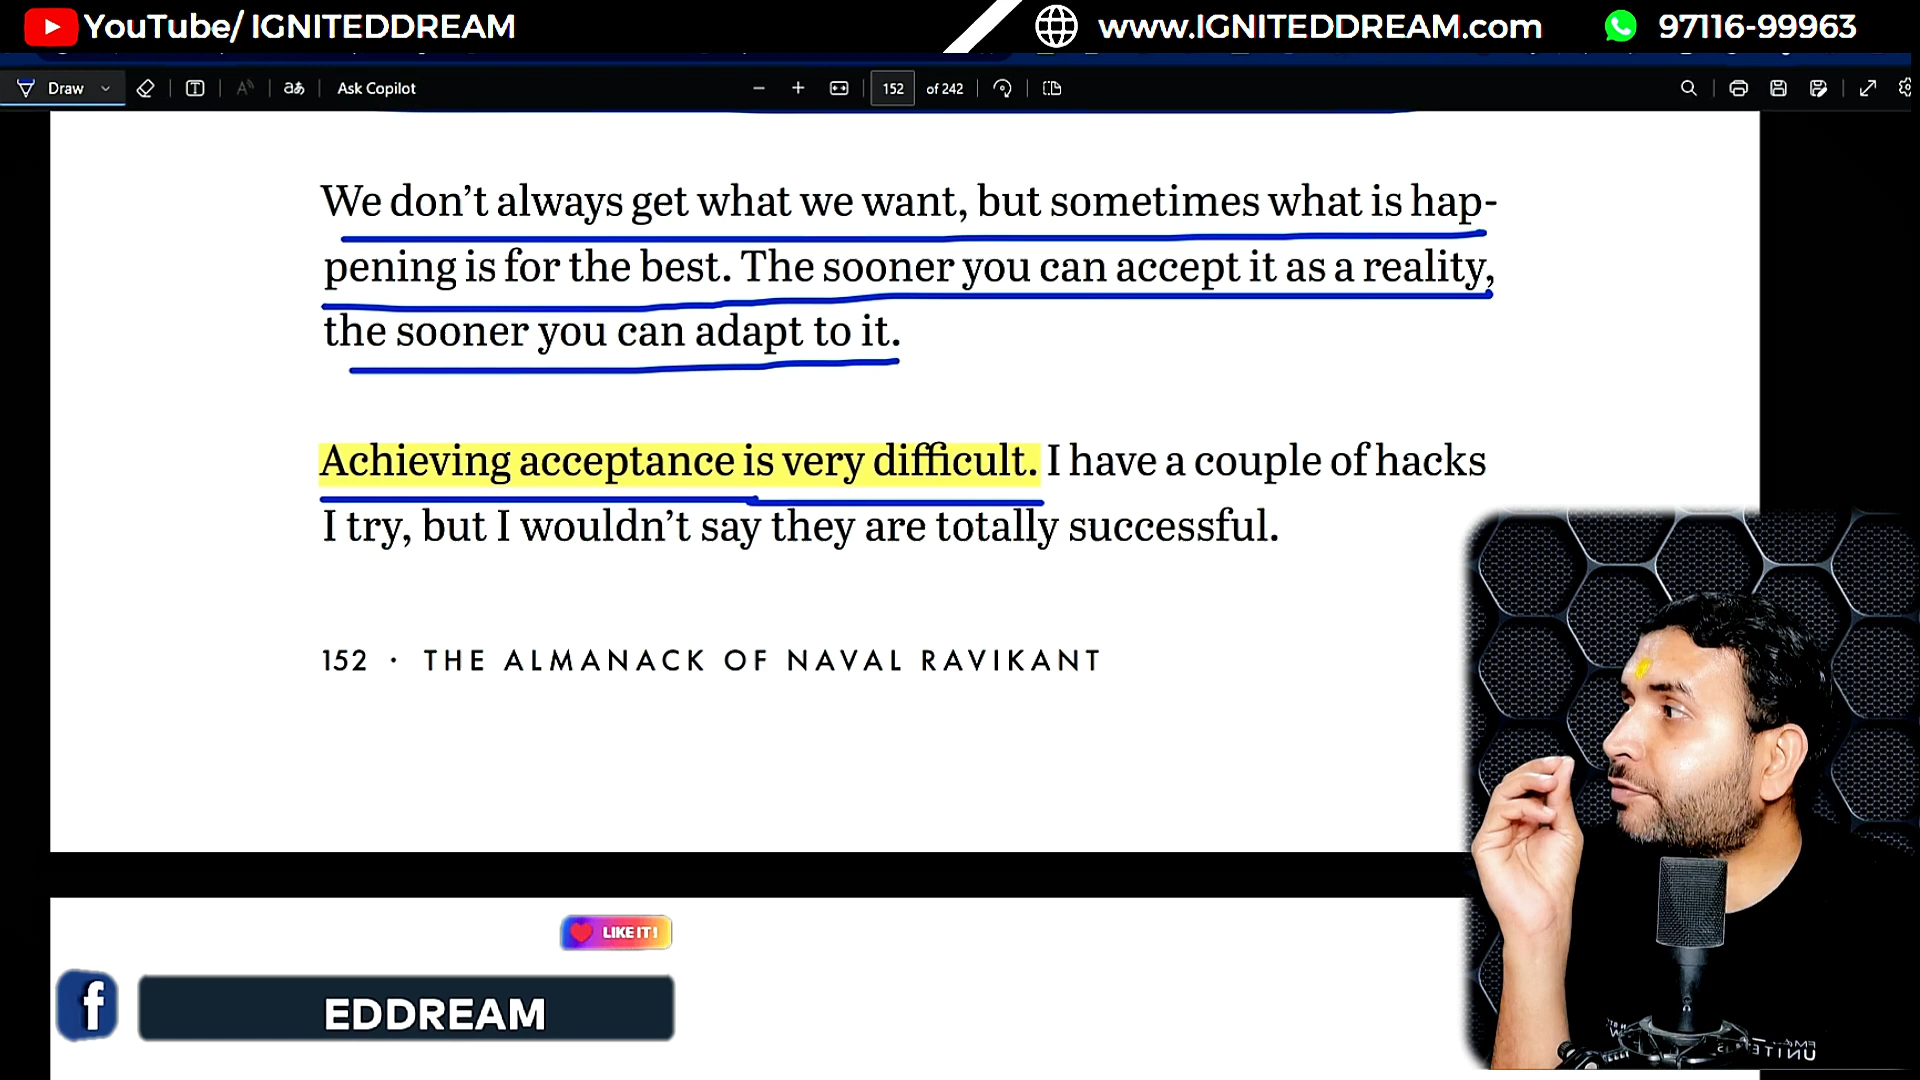 YouTube/ IGNITEDDREAM
www.IGNITEDDREAM.com
97116-99963
Draw
Ask Copilot
152 of 242
We don't always get what we want, but sometimes what is hap-
pening is for the best. The sooner you can accept it as a reality,
the sooner you can adapt to it.
Achieving acceptance is very difficult. I have a couple of hacks
I try, but I wouldn't say they are totally successful.
152 · THE ALMANACK OF NAVAL RAVIKANT
LIKE IT!
EDDREAM